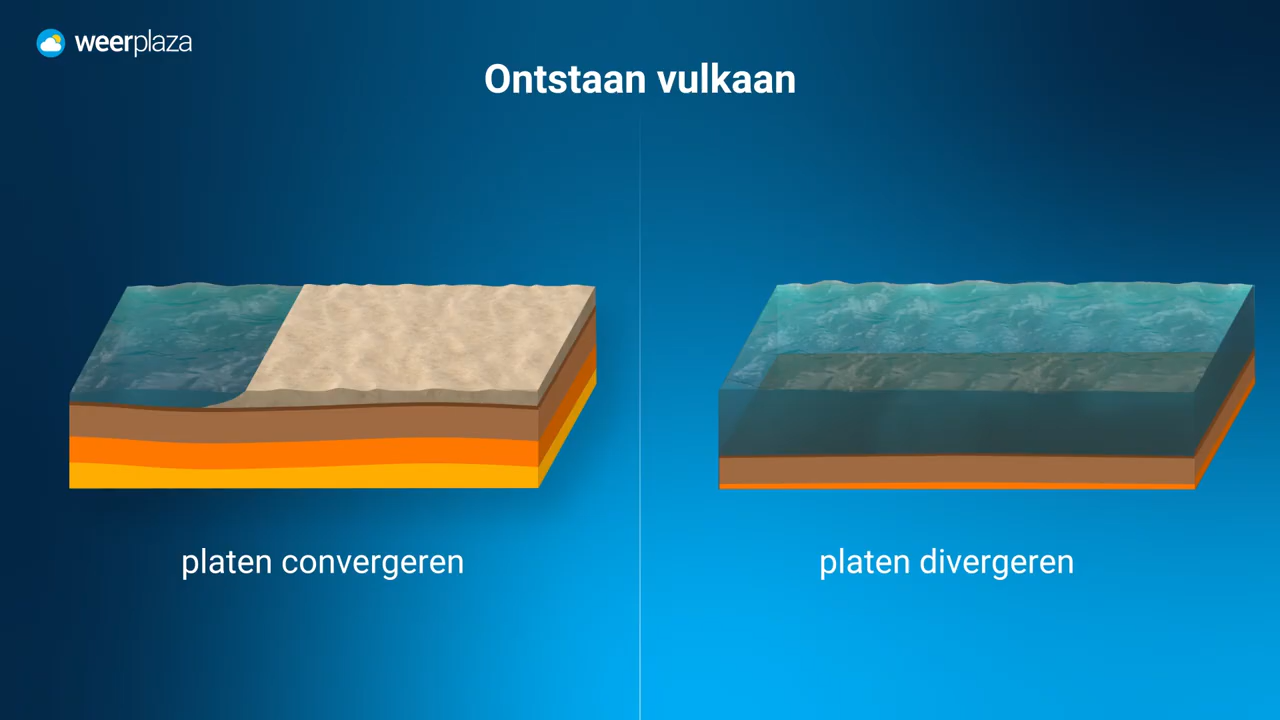 weerplaza
Ontstaan vulkaan
platen convergeren
platen divergeren